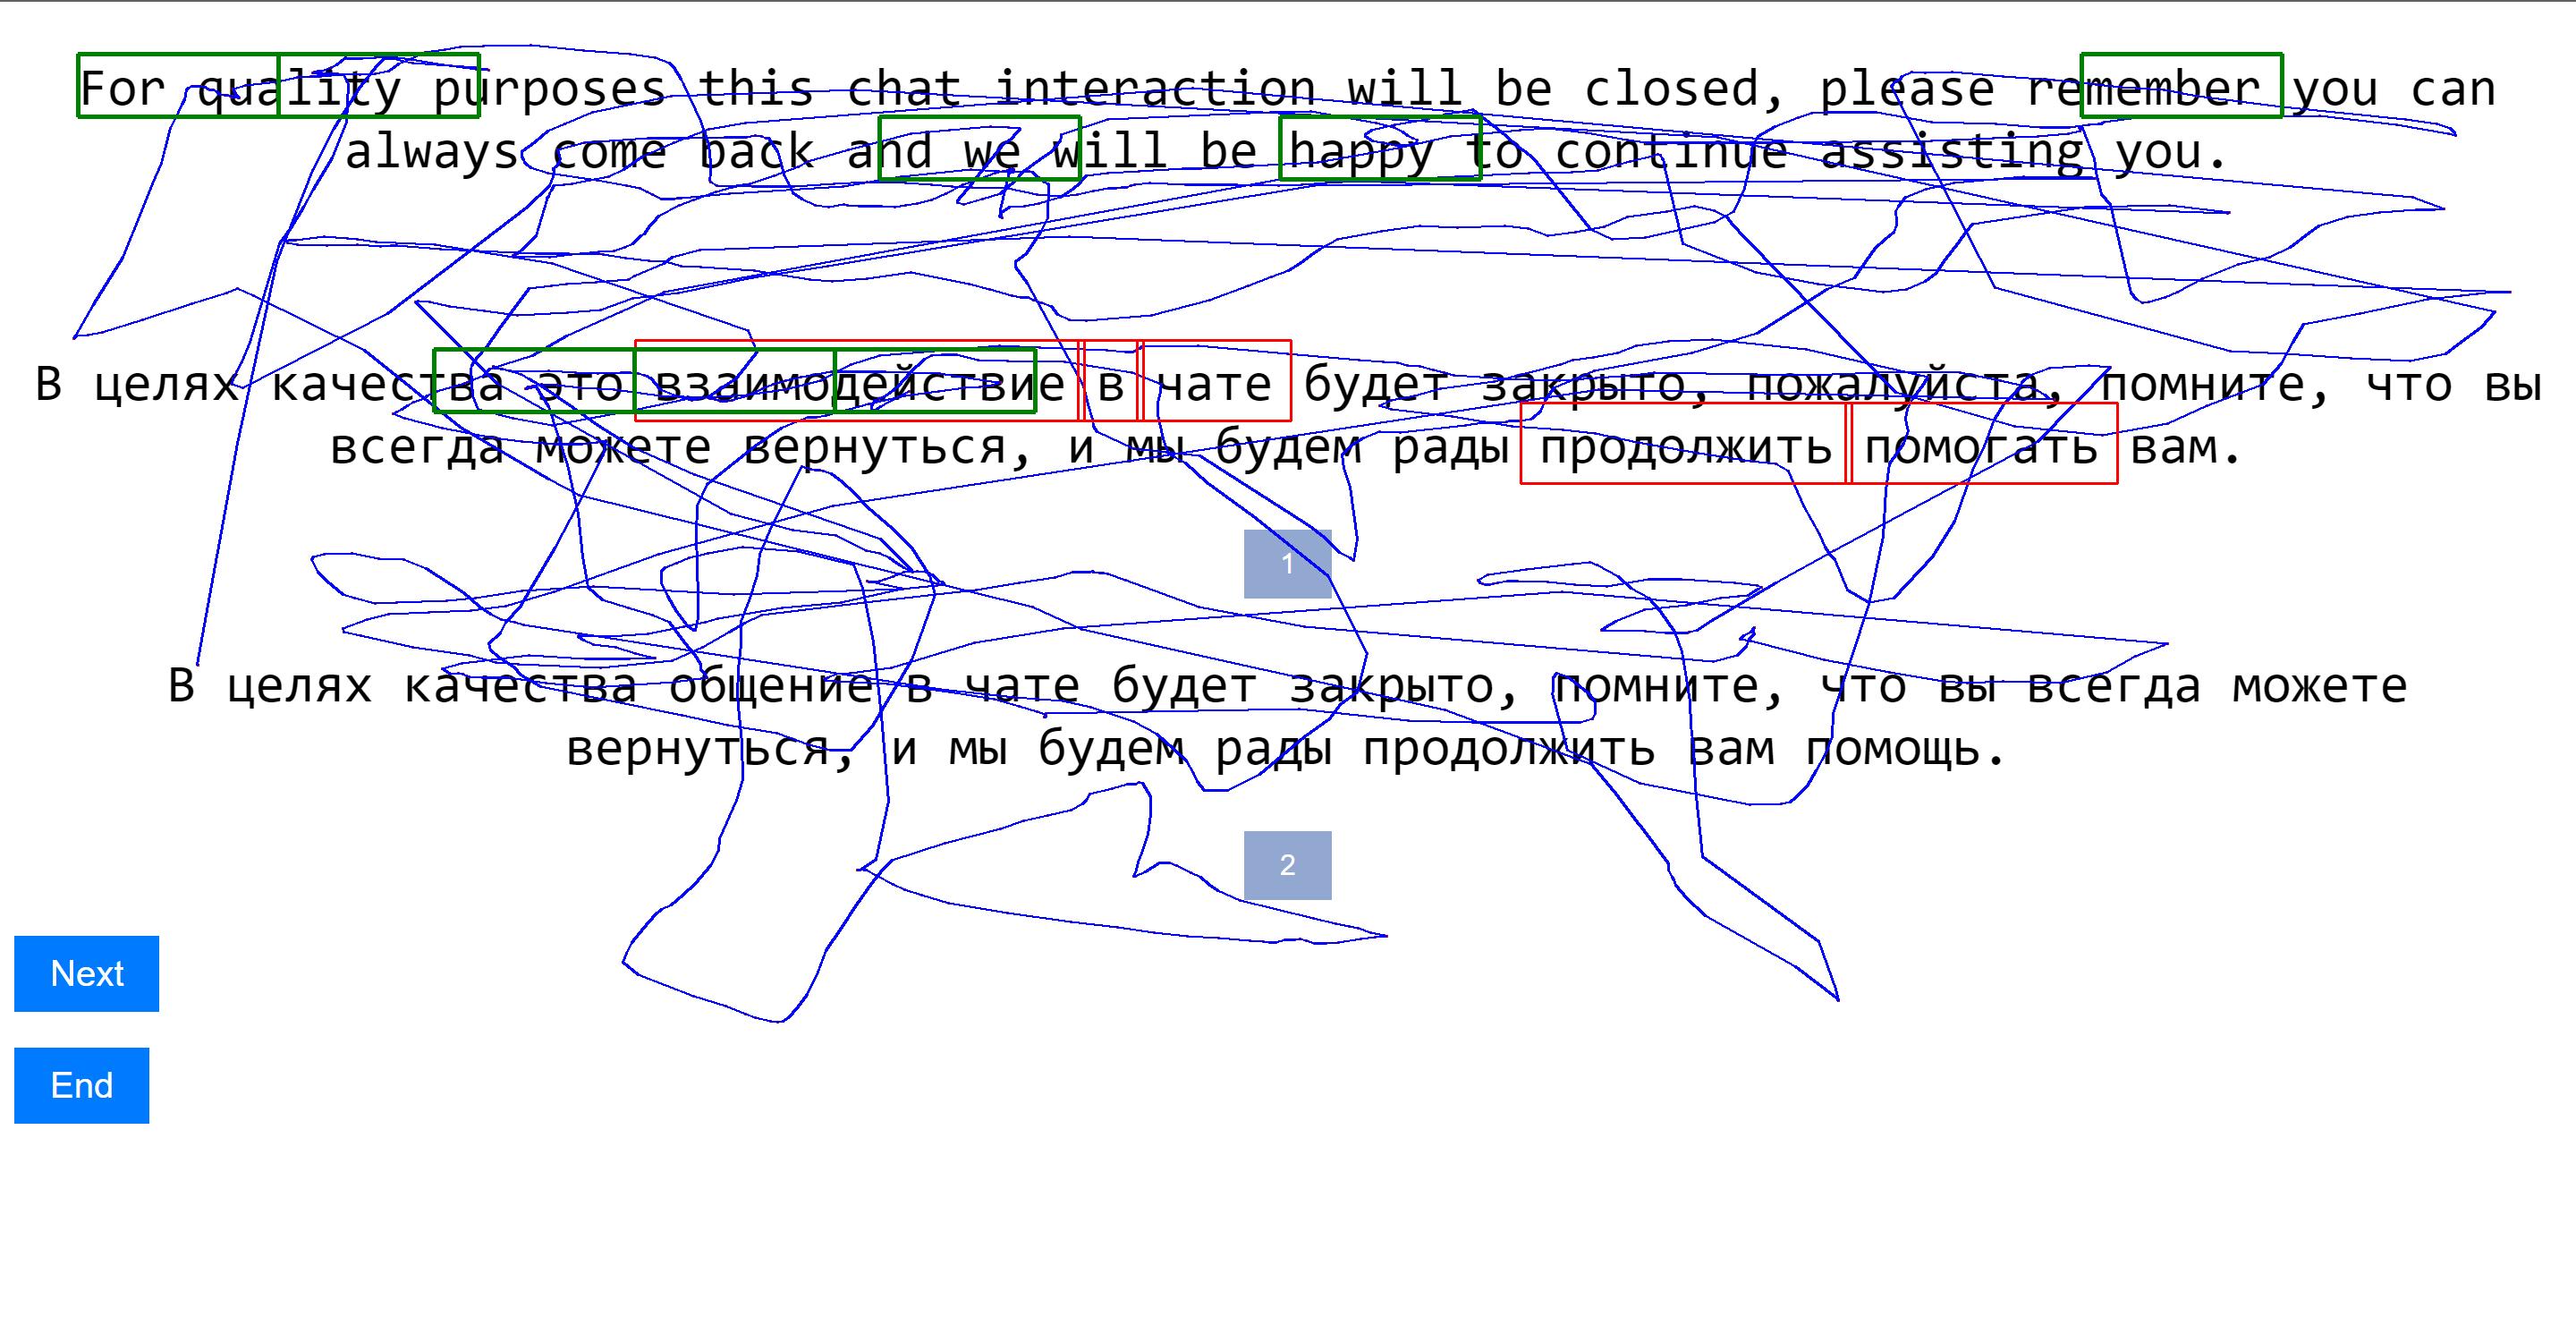 For quality purposes this chat interaction will be closed, please remember you can
always come back and we will be happy to continue assisting you.
В целях качества это взаимодействие в чате будет закрыто, пожалуйста, помните, что вы
всегда можете вернуться, и мы будем рады продолжить помогать вам.
1
В целях качества общение в чате будет закрыто, помните, что вы всегда можете
вернуться, и мы будем рады продолжить вам помощь.
2
Next
End